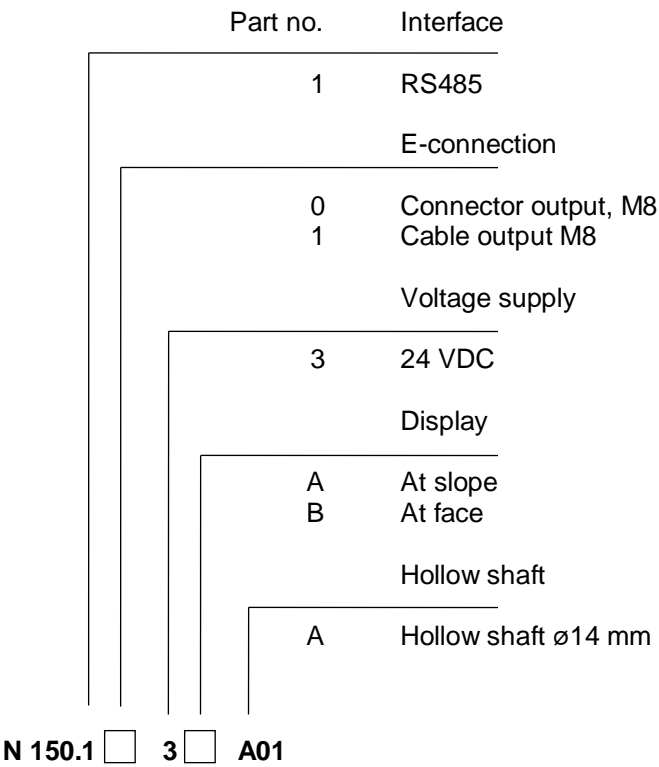 Part no. Interface
1 RS485
E-connection
0 Connector output, M8
1 Cable output M8
Voltage supply
3 24 VDC
Display
A At slope
B At face
Hollow shaft
A Hollow shaft ø14 mm
N 150.1 3 A01